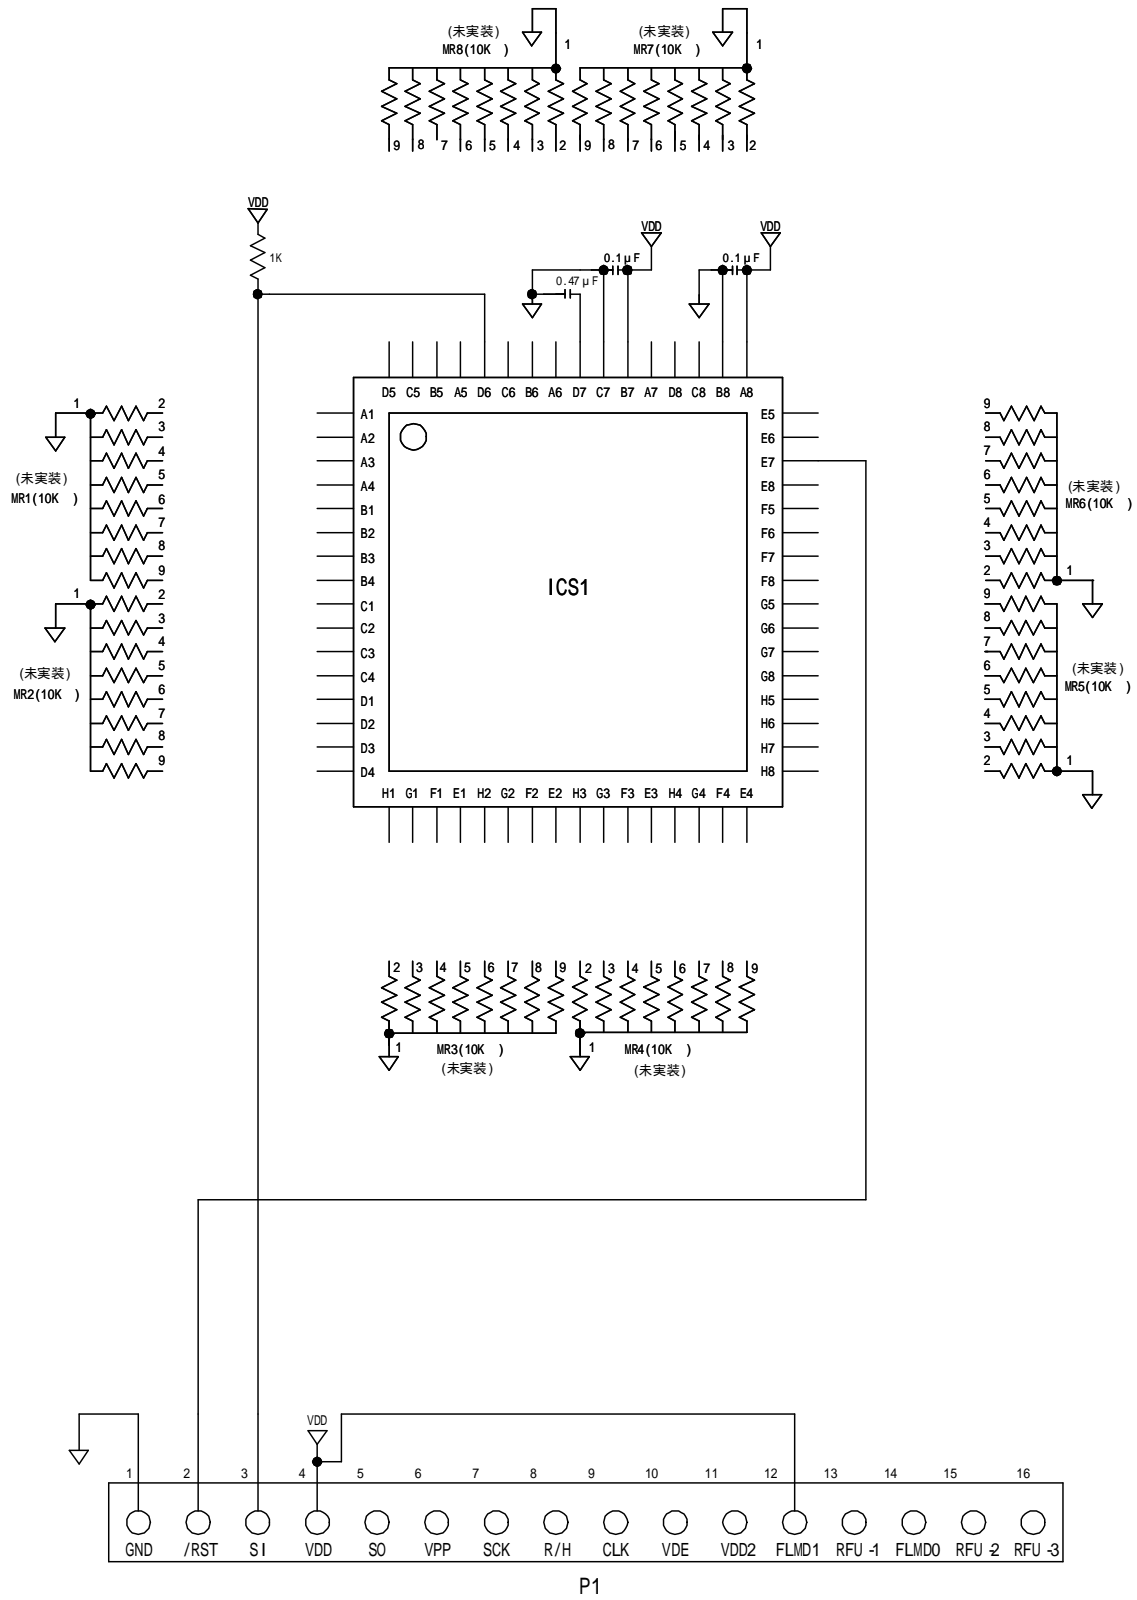 (未実装) (未実装)
MR8(10K ) 1 MR7(10K ) 1
9 8 7 6 5 4 3 2 9 8 7 6 5 4 3 2
VDD VDD VDD
1K 0.1μF 0.1μF
0.47μF
D5 C5 B5 A5 D6 C6 B6 A6 D7 C7 B7 A7 D8 C8 B8 A8
1 2 A1 E5 9
3 A2 E6 8
4 A3 E7 7
(未実装) 5 A4 E8 6 (未実装)
MR1(10K ) 6 B1 F5 5 MR6(10K )
7 B2 F6 4
8 B3 F7 3
9 B4 F8 2 1
ICS1
1 2 C1 G5 9
3 C2 G6 8
4 C3 G7 7
(未実装) 5 C4 G8 6 (未実装)
MR2(10K ) 6 D1 H5 5 MR5(10K )
7 D2 H6 4
8 D3 H7 3
9 D4 H8 2 1
H1 G1 F1 E1 H2 G2 F2 E2 H3 G3 F3 E3 H4 G4 F4 E4
2 3 4 5 6 7 8 9 2 3 4 5 6 7 8 9
1 MR3(10K ) 1 MR4(10K )
(未実装) (未実装)
VDD
1 2 3 4 5 6 7 8 9 10 11 12 13 14 15 16
GND /RST SI VDD SO VPP SCK R/H CLK VDE VDD2 FLMD1 RFU-1 FLMD0 RFU-2 RFU-3
P1